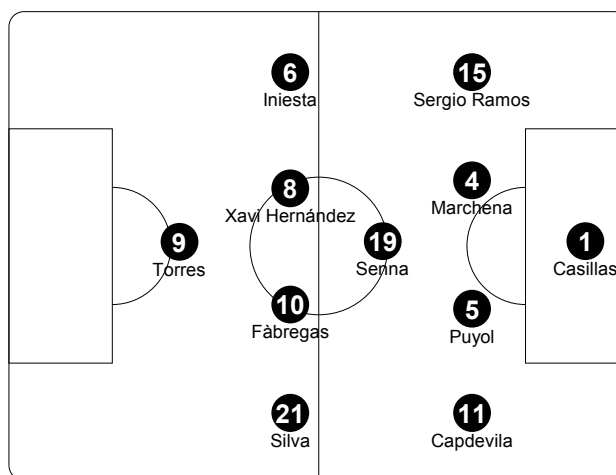 6
Iniesta
15
Sergio Ramos
8
Xavi Hernández
4
Marchena
9
Torres
19
Senna
1
Casillas
10
Fàbregas
5
Puyol
21
Silva
11
Capdevila